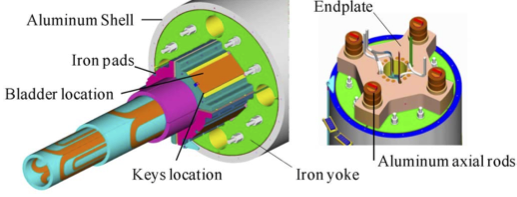 Aluminum Shell
Endplate
Iron pads
Bladder location
Keys location
Iron yoke
Aluminum axial rods